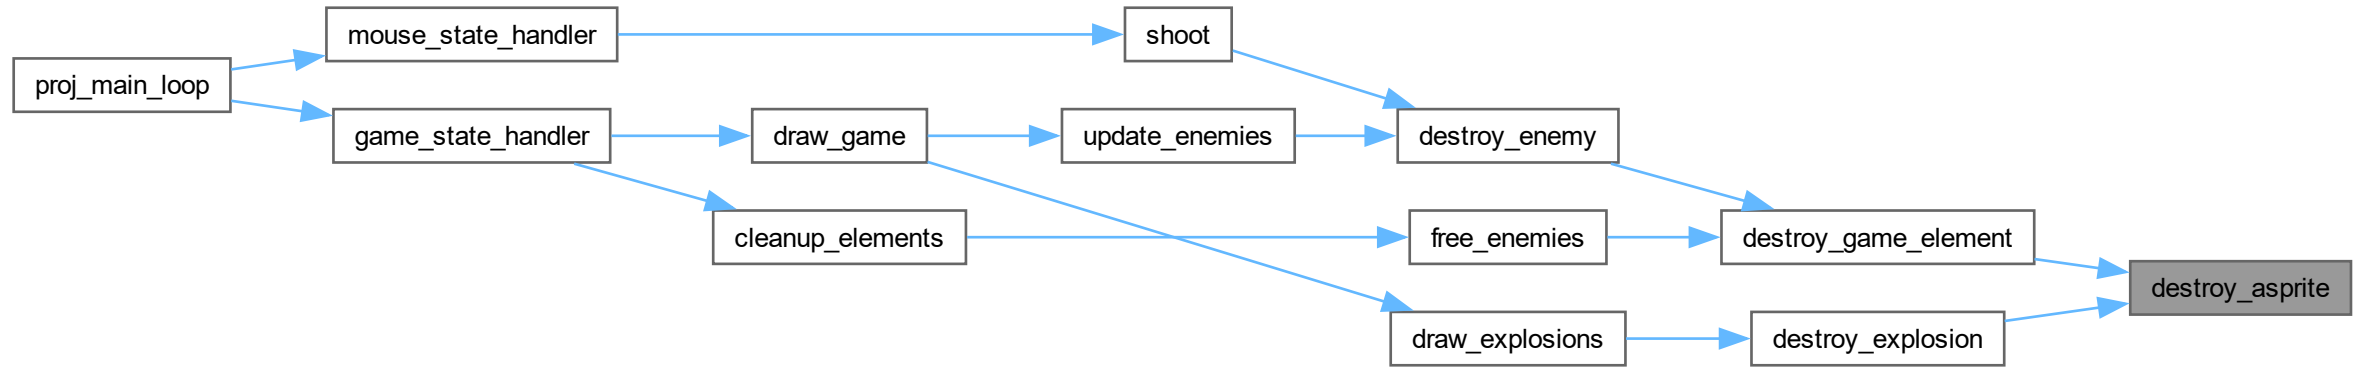 mouse_state_handler
shoot
proj_main_loop
game_state_handler
draw_game
update_enemies
destroy_enemy
cleanup_elements
free_enemies
destroy_game_element
destroy_asprite
draw_explosions
destroy_explosion